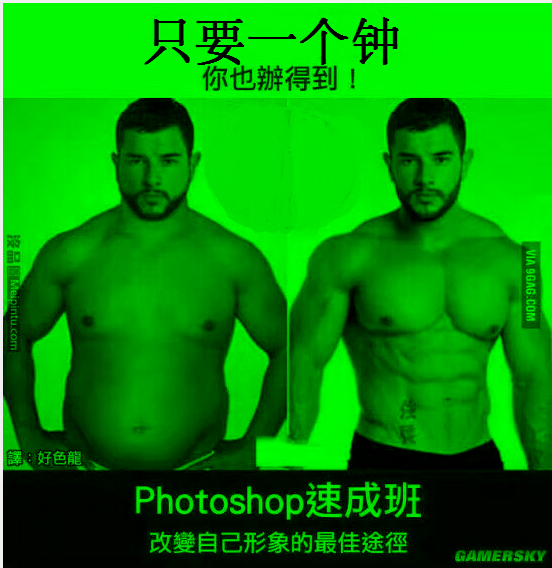 只要一个钟
你也辦得到！
VIA 9GAG.COM
Meipintu.com
譯：好色龍
Photoshop速成班
改變自己形象的最佳途徑
GAMERSKY